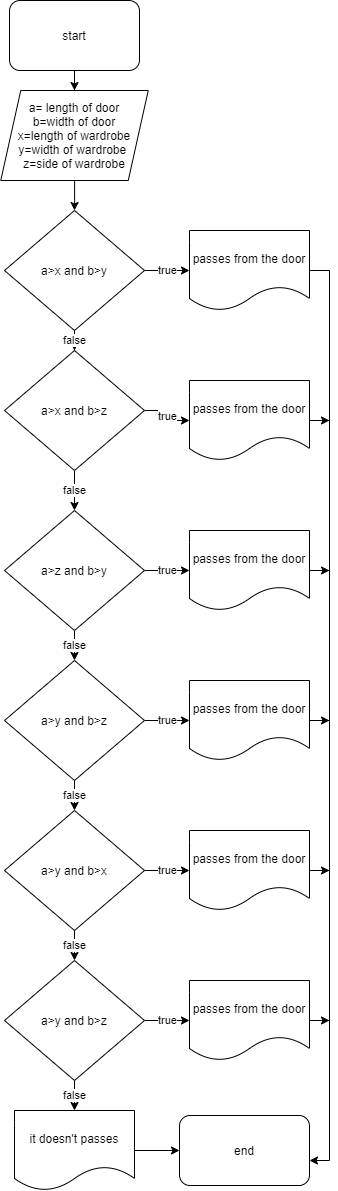 start
a= length of door
b=width of door
x=length of wardrobe
y=width of wardrobe
z=side of wardrobe
a>x and b>y
true
passes from the door
false
a>x and b>z
true
passes from the door
false
a>z and b>y
true
passes from the door
false
a>y and b>z
true
passes from the door
false
a>y and b>x
true
passes from the door
false
a>y and b>z
true
passes from the door
false
it doesn't passes
end